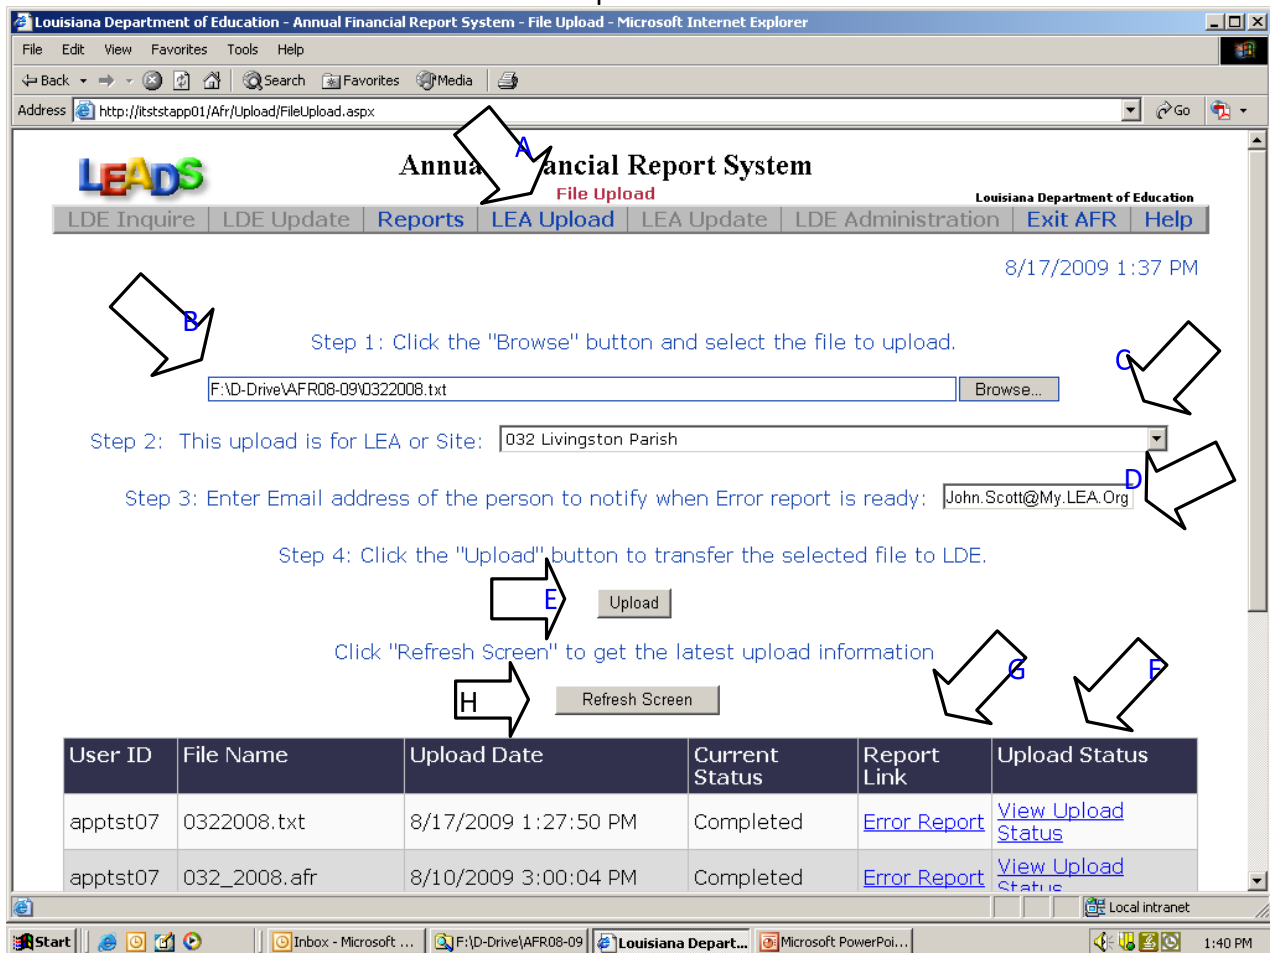 Louisiana Department of Education - Annual Financial Report System - File Upload - Microsoft Internet Explorer
File Edit View Favorites Tools Help
Back Search Favorites Media
Address http://itststapp01/Afr/Upload/FileUpload.aspx Go
A
LEADS
Annua ancial Report System
File Upload
Louisiana Department of Education
LDE Inquire LDE Update Reports LEA Upload LEA Update LDE Administration Exit AFR Help
8/17/2009 1:37 PM
B
Step 1: Click the "Browse" button and select the file to upload.
C
F:\D-Drive\AFR08-09\0322008.txt Browse...
Step 2: This upload is for LEA or Site: 032 Livingston Parish
D
Step 3: Enter Email address of the person to notify when Error report is ready: John.Scott@My.LEA.Org
Step 4: Click the "Upload" button to transfer the selected file to LDE.
E Upload
Click "Refresh Screen" to get the latest upload information
G F
H Refresh Screen
User ID File Name Upload Date Current Status Report Link Upload Status
apptst07 0322008.txt 8/17/2009 1:27:50 PM Completed Error Report View Upload Status
apptst07 032_2008.afr 8/10/2009 3:00:04 PM Completed Error Report View Upload Status
Local intranet
Start Inbox - Microsoft ... F:\D-Drive\AFR08-09 Louisiana Depart... Microsoft PowerPoi... 1:40 PM